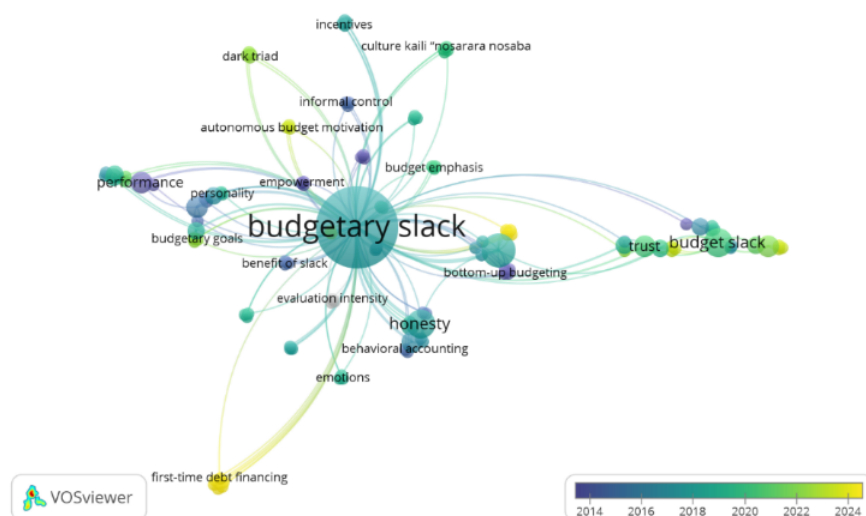 incentives
culture kaili "nosarara nosaba
dark triad
informal control
autonomous budget motivation
budget emphasis
performance
empowerment
personality
budgetary slack
budgetary goals
trust
budget slack
benefit of slack
bottom-up budgeting
evaluation intensity
honesty
behavioral accounting
emotions
first-time debt financing
VOSviewer
2014 2016 2018 2020 2022 2024